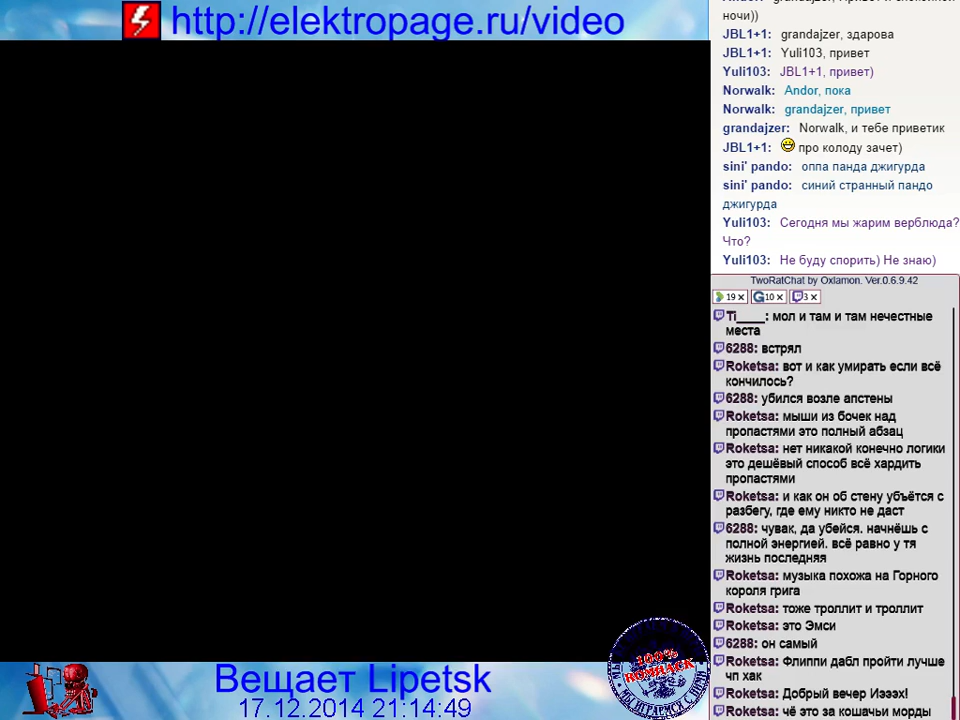 http://elektropage.ru/video
ночи))
JBL1+1: grandajzer, здарова
JBL1+1: Yuli103, привет
Yuli103: JBL1+1, привет)
Norwalk: Andor, пока
Norwalk: grandajzer, привет
grandajzer: Norwalk, и тебе приветик
JBL1+1: про колоду зачет)
sini' pando: оппа панда джигурда
sini' pando: синий странный пандо
джигурда
Yuli103: Сегодня мы жарим верблюда?
Что?
Yuli103: Не буду спорить) Не знаю)
TwoRatChat by Oxlamon. Ver.0.6.9.42
19 x G10 x 3 x
Ti____: мол и там и там нечестные
места
6288: встрял
Roketsa: вот и как умирать если всё
кончилось?
6288: убился возле апстены
Roketsa: мыши из бочек над
пропастями это полный абзац
Roketsa: нет никакой конечно логики
это дешёвый способ всё хардить
пропастями
Roketsa: и как он об стену убъётся с
разбегу, где ему никто не даст
6288: чувак, да убейся. начнёшь с
полной энергией. всё равно у тя
жизнь последняя
Roketsa: музыка похожа на Горного
короля грига
Roketsa: тоже троллит и троллит
Roketsa: это Эмси
6288: он самый
Roketsa: Флиппи дабл пройти лучше
чп хак
Roketsa: Добрый вечер Иэээх!
Roketsa: чё это за кошачьи морды
100%
Вещает Lipetsk
17.12.2014 21:14:49